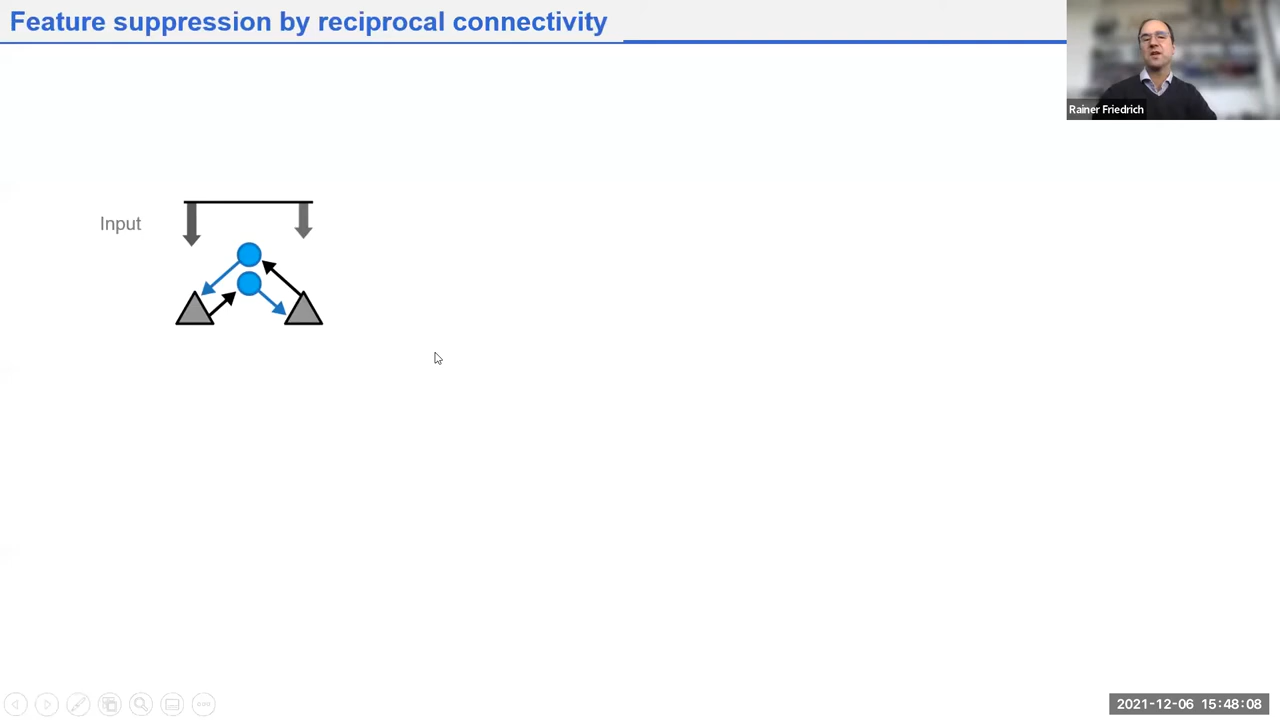 Feature suppression by reciprocal connectivity
Rainer Friedrich
Input
2021-12-06 15:48:08